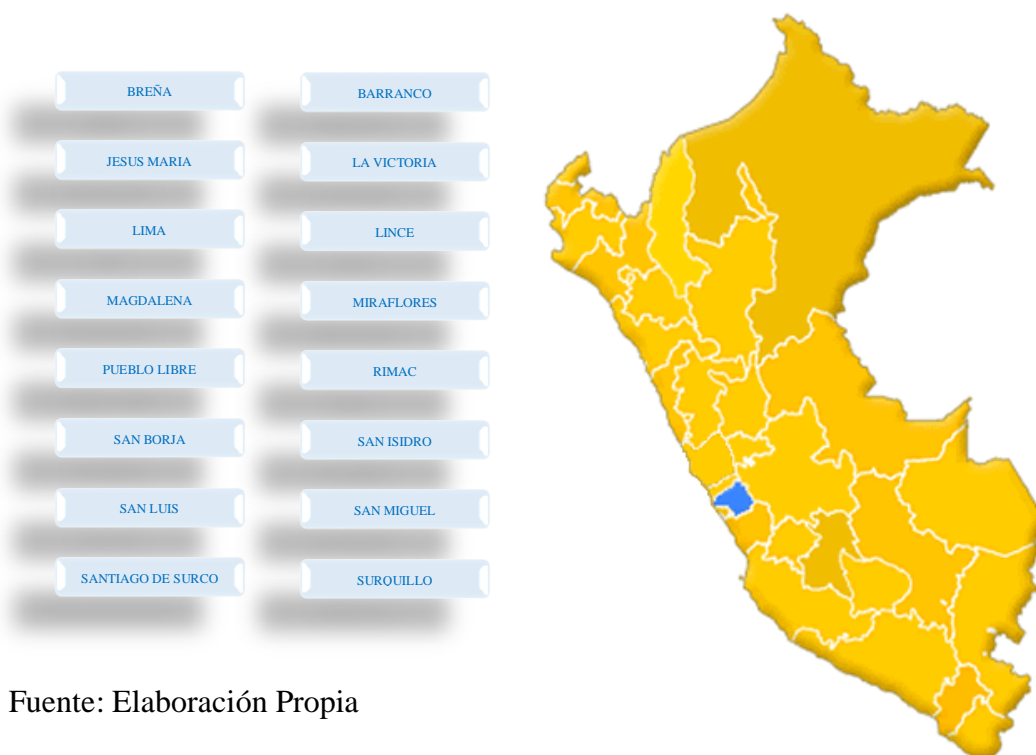 BREÑA
BARRANCO
JESUS MARIA
LA VICTORIA
LIMA
LINCE
MAGDALENA
MIRAFLORES
PUEBLO LIBRE
RIMAC
SAN BORJA
SAN ISIDRO
SAN LUIS
SAN MIGUEL
SANTIAGO DE SURCO
SURQUILLO
Fuente: Elaboración Propia